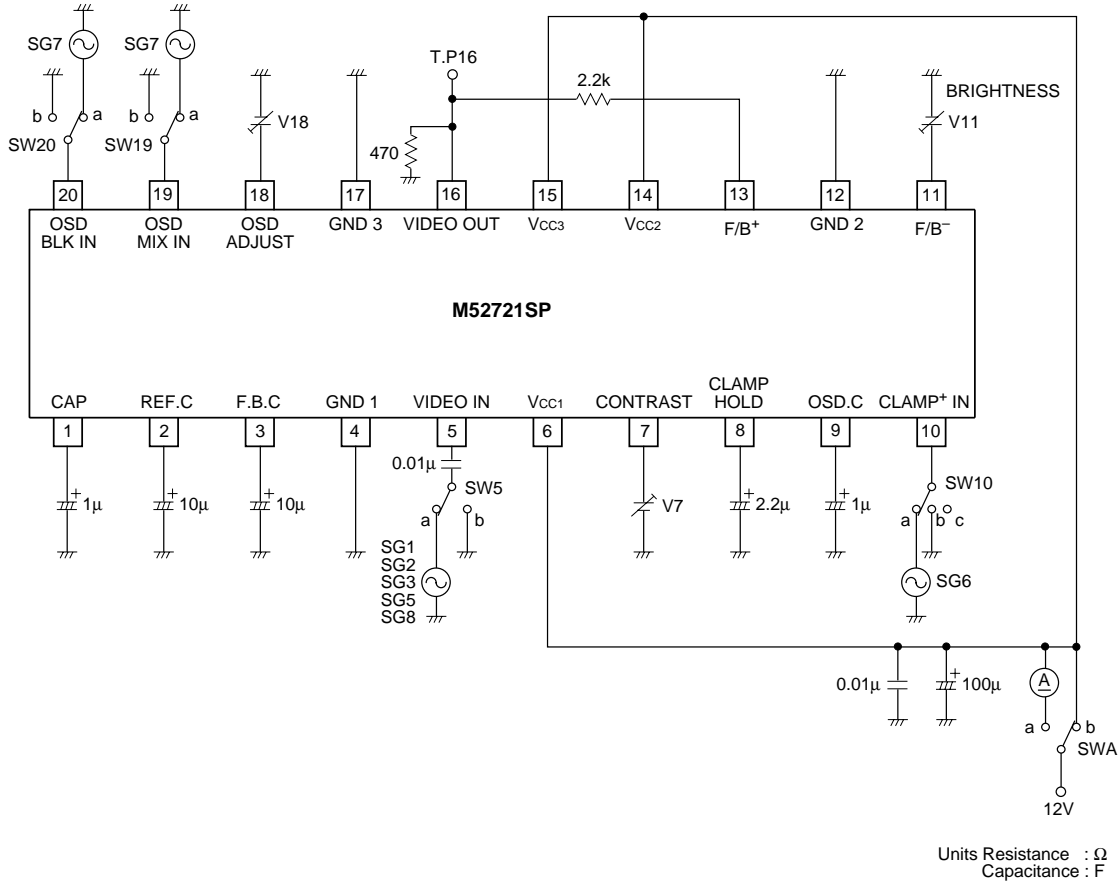 SG7 SG7
T.P16
2.2k
BRIGHTNESS
b a b a V18 V11
SW20 SW19 470
20 19 18 17 16 15 14 13 12 11
OSD BLK IN
OSD MIX IN
OSD ADJUST
GND 3
VIDEO OUT
VCC3
VCC2
F/B+
GND 2
F/B–
M52721SP
CAP
REF.C
F.B.C
GND 1
VIDEO IN
VCC1
CONTRAST
CLAMP HOLD
OSD.C
CLAMP+ IN
1 2 3 4 5 6 7 8 9 10
0.01µ
SW5 SW10
+ 1µ + 10µ + 10µ a b V7 + 2.2µ + 1µ a b c
SG1
SG2
SG3
SG5
SG8
SG6
0.01µ + 100µ A
a b
SWA
12V
Units Resistance : Ω
Capacitance : F